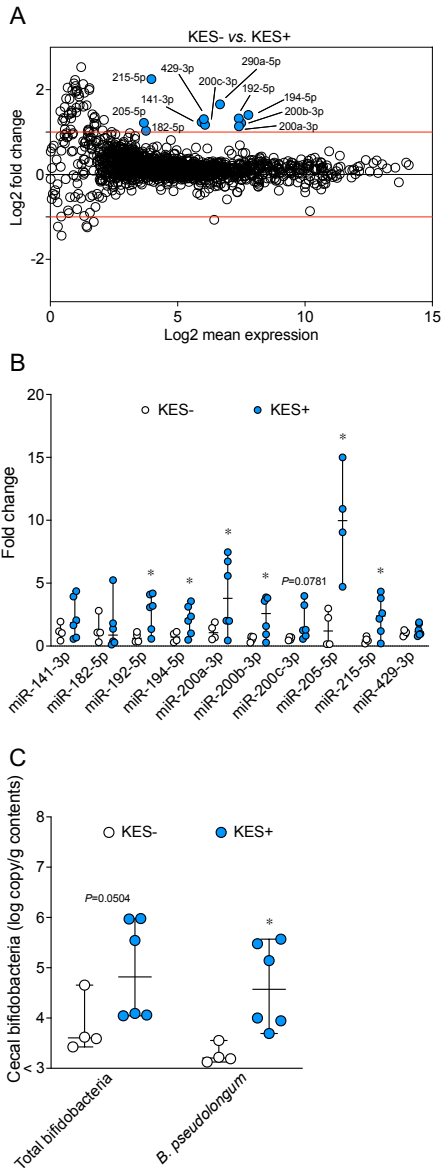 A
KES- vs. KES+
Log2 fold change
2
0
-2
215-5p
429-3p
290a-5p
200c-3p
192-5p
141-3p
194-5p
205-5p
200b-3p
182-5p
200a-3p
0
5
10
15
Log2 mean expression
B
Fold change
20
15
10
5
0
KES-
KES+
*
*
*
*
P=0.0781
*
*
miR-141-3p
miR-182-5p
miR-192-5p
miR-194-5p
miR-200a-3p
miR-200b-3p
miR-200c-3p
miR-205-5p
miR-215-5p
miR-429-3p
C
Cecal bifidobacteria (log copy/g contents)
8
7
6
5
4
< 3
KES-
KES+
P=0.0504
*
Total bifidobacteria
B. pseudolongum